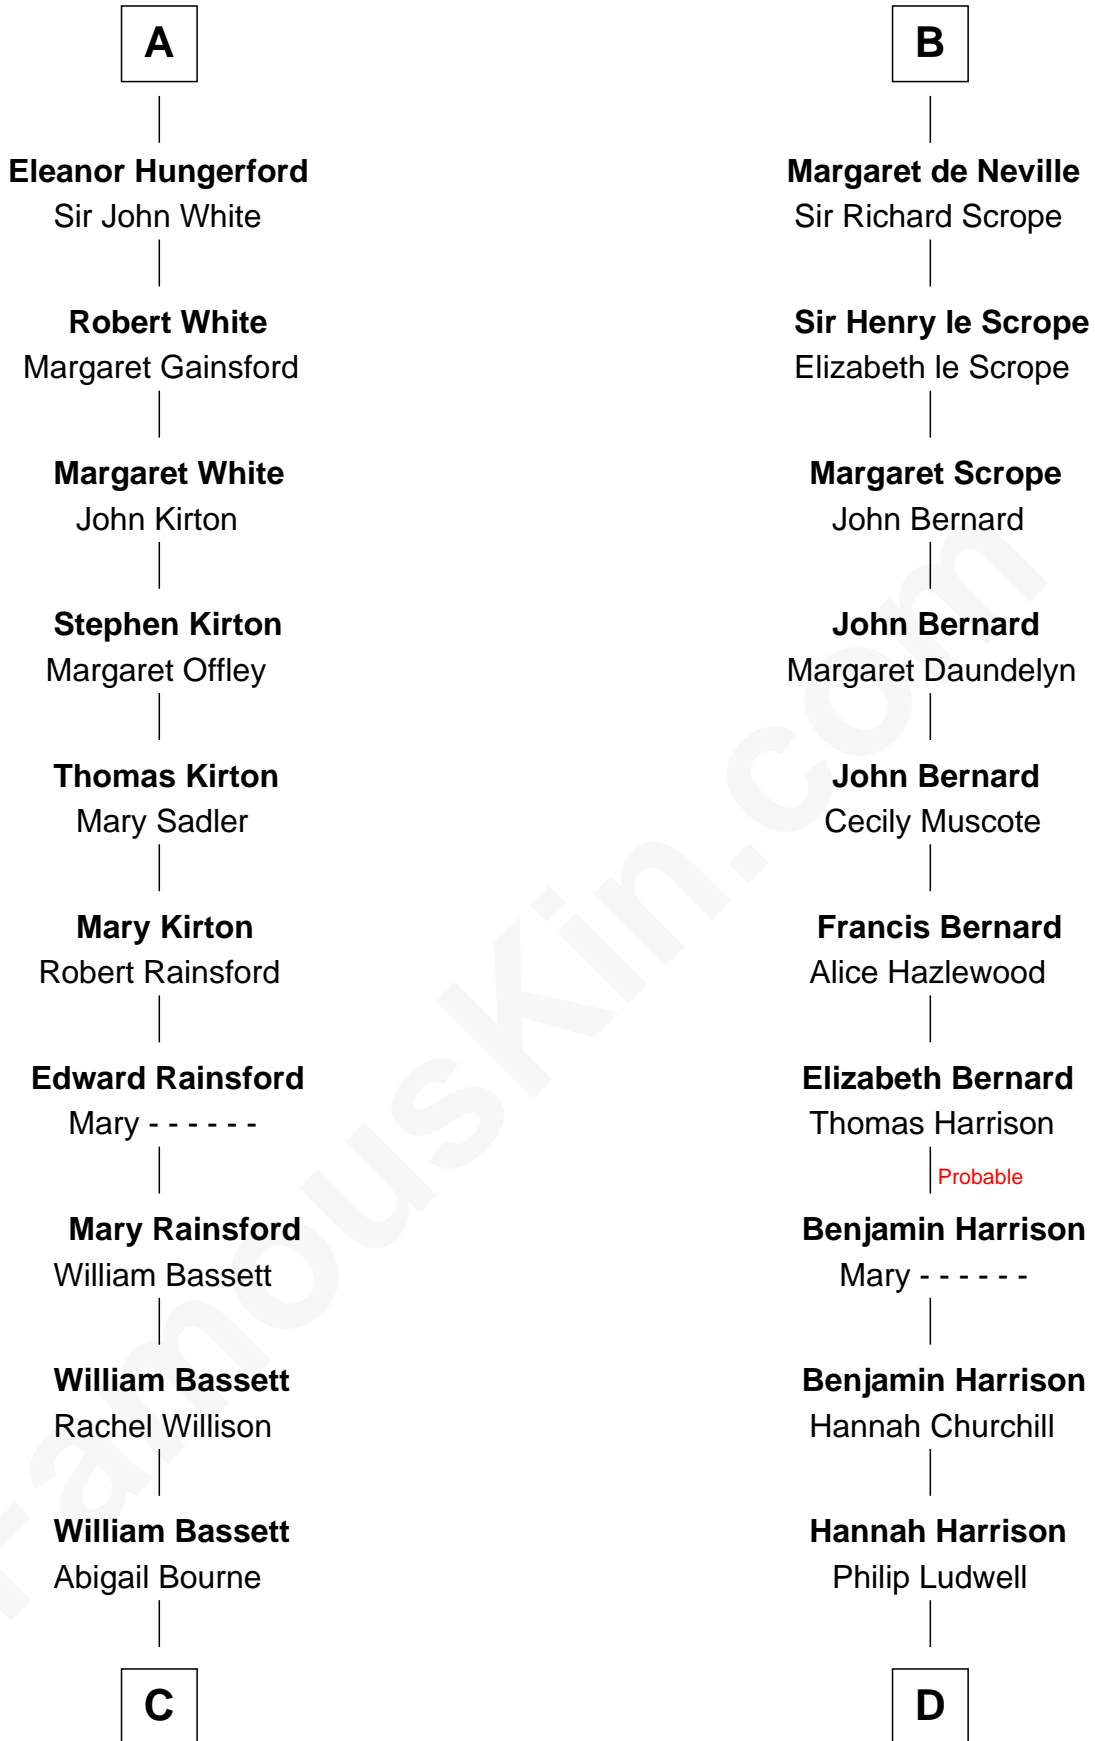 A
Eleanor Hungerford
Sir John White
Robert White
Margaret Gainsford
Margaret White
John Kirton
Stephen Kirton
Margaret Offley
Thomas Kirton
Mary Sadler
Mary Kirton
Robert Rainsford
Edward Rainsford
Mary - - - - - -
Mary Rainsford
William Bassett
William Bassett
Rachel Willison
William Bassett
Abigail Bourne
C
B
Margaret de Neville
Sir Richard Scrope
Sir Henry le Scrope
Elizabeth le Scrope
Margaret Scrope
John Bernard
John Bernard
Margaret Daundelyn
John Bernard
Cecily Muscote
Francis Bernard
Alice Hazlewood
Elizabeth Bernard
Thomas Harrison
Probable
Benjamin Harrison
Mary - - - - - -
Benjamin Harrison
Hannah Churchill
Hannah Harrison
Philip Ludwell
D
FamousKin.com